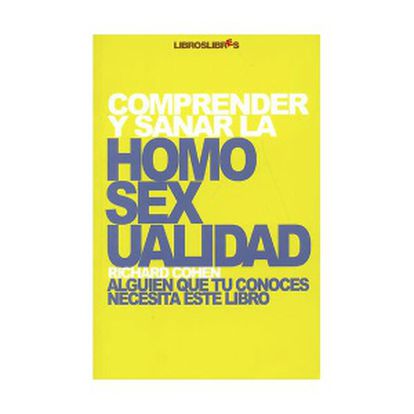 LIBROSLIBRES
COMPRENDER
Y SANAR LA
HOMO
SEX
UALIDAD
RICHARD COHEN
ALGUIEN QUE TU CONOCES
NECESITA ESTE LIBRO